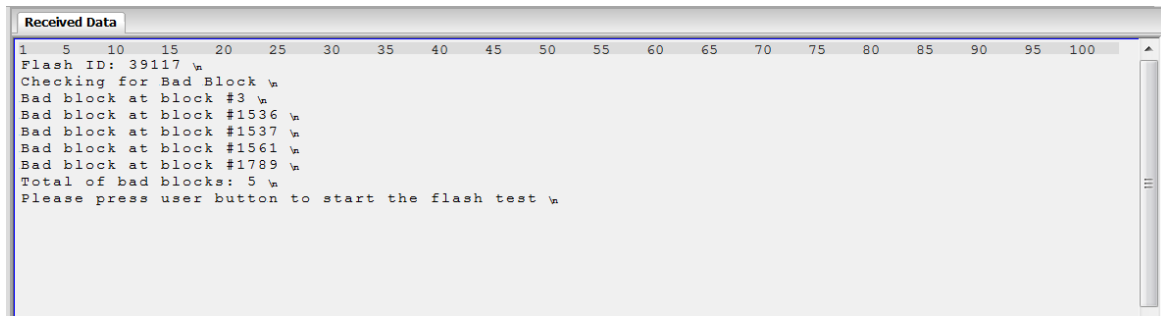 Received Data
1 5 10 15 20 25 30 35 40 45 50 55 60 65 70 75 80 85 90 95 100
Flash ID: 39117 \n
Checking for Bad Block \n
Bad block at block #3 \n
Bad block at block #1536 \n
Bad block at block #1537 \n
Bad block at block #1561 \n
Bad block at block #1789 \n
Total of bad blocks: 5 \n
Please press user button to start the flash test \n